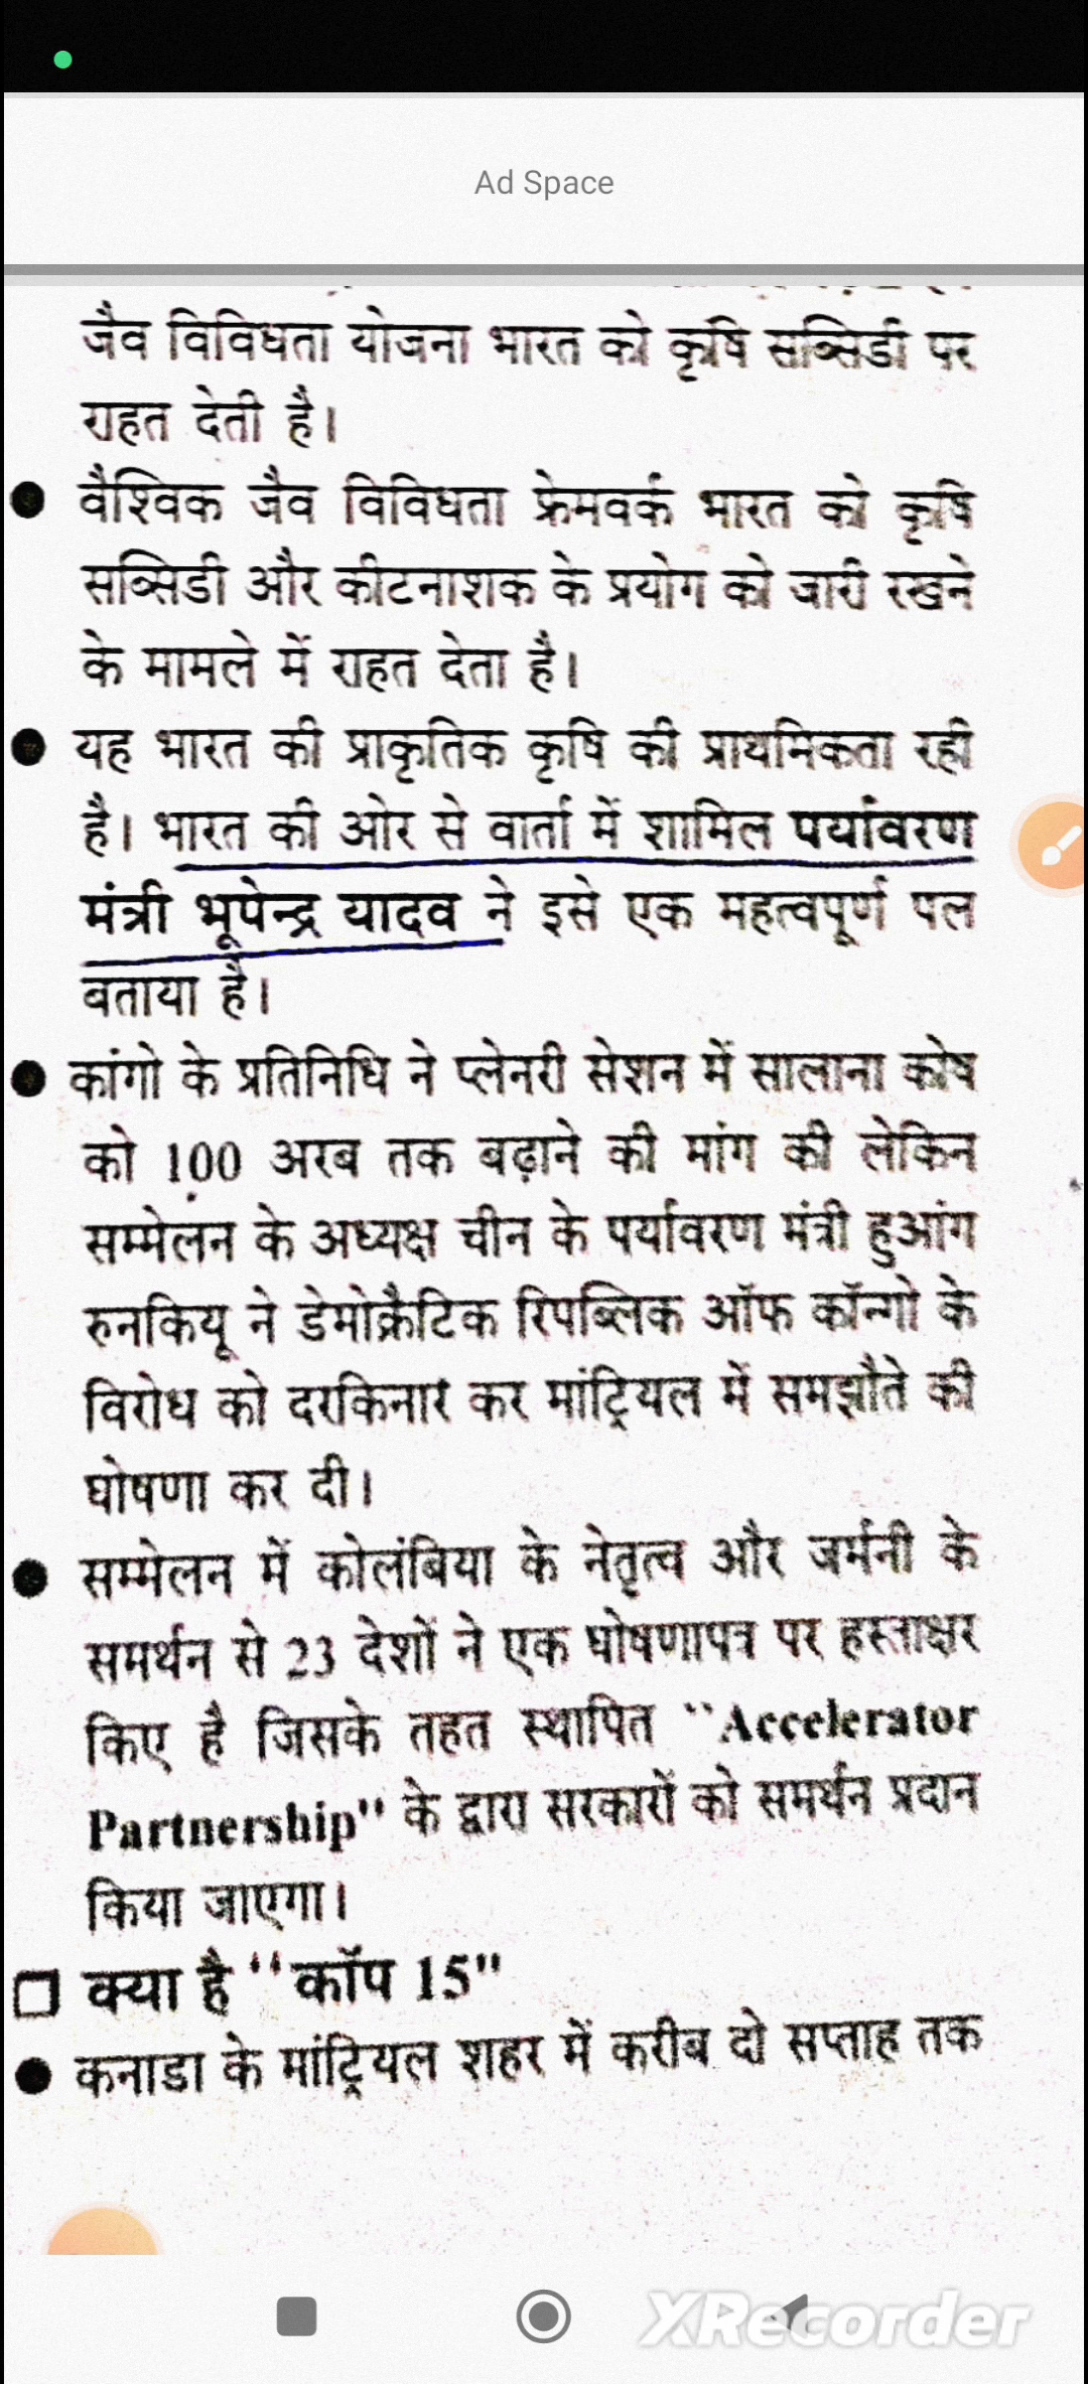 Ad Space
जैव विविधता योजना भारत को कृषि सब्सिडी पर
राहत देती है।
● वैश्विक जैव विविधता फ्रेमवर्क भारत को कृषि
सब्सिडी और कीटनाशक के प्रयोग को जारी रखने
के मामले में राहत देता है।
● यह भारत की प्राकृतिक कृषि की प्राथमिकता रही
है। भारत की ओर से वार्ता में शामिल पर्यावरण
मंत्री भूपेन्द्र यादव ने इसे एक महत्वपूर्ण पल
बताया है।
● कांगो के प्रतिनिधि ने प्लेनरी सेशन में सालाना कोष
को 100 अरब तक बढ़ाने की मांग की लेकिन
सम्मेलन के अध्यक्ष चीन के पर्यावरण मंत्री हुआंग
रुनकियू ने डेमोक्रैटिक रिपब्लिक ऑफ कॉन्गो के
विरोध को दरकिनार कर मांट्रियल में समझौते की
घोषणा कर दी।
● सम्मेलन में कोलंबिया के नेतृत्व और जर्मनी के
समर्थन से 23 देशों ने एक घोषणापत्र पर हस्ताक्षर
किए है जिसके तहत स्थापित "Accelerator
Partnership" के द्वारा सरकारों को समर्थन प्रदान
किया जाएगा।
□ क्या है "कॉप 15"
● कनाडा के मांट्रियल शहर में करीब दो सप्ताह तक
XRecorder